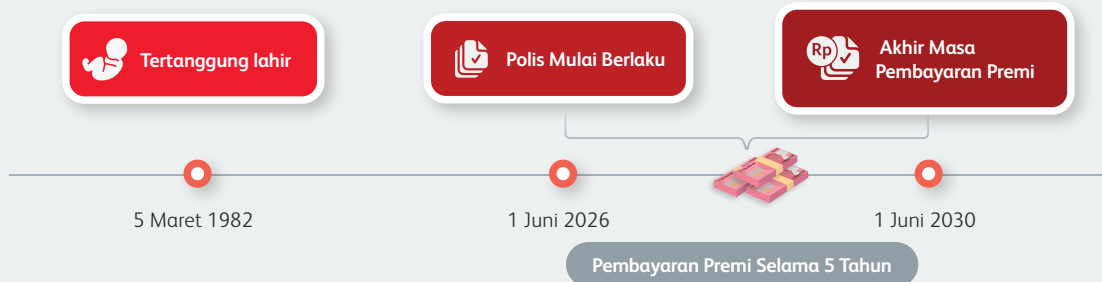 Tertanggung lahir
Polis Mulai Berlaku
Rp
Akhir Masa
Pembayaran Premi
5 Maret 1982
1 Juni 2026
1 Juni 2030
Pembayaran Premi Selama 5 Tahun